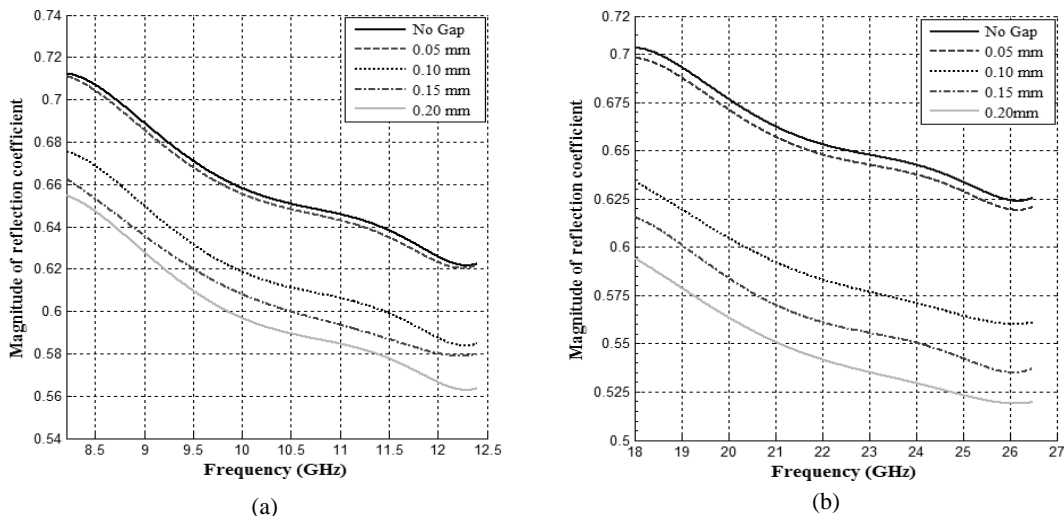 0.74
0.72
0.7
0.68
0.66
0.64
0.62
0.6
0.58
0.56
0.54
Magnitude of reflection coefficient
No Gap
0.05 mm
0.10 mm
0.15 mm
0.20 mm
8.5 9 9.5 10 10.5 11 11.5 12 12.5
Frequency (GHz)
(a)
0.72
0.7
0.675
0.65
0.625
0.6
0.575
0.55
0.525
0.5
Magnitude of reflection coefficient
No Gap
0.05 mm
0.10 mm
0.15 mm
0.20mm
18 19 20 21 22 23 24 25 26 27
Frequency (GHz)
(b)